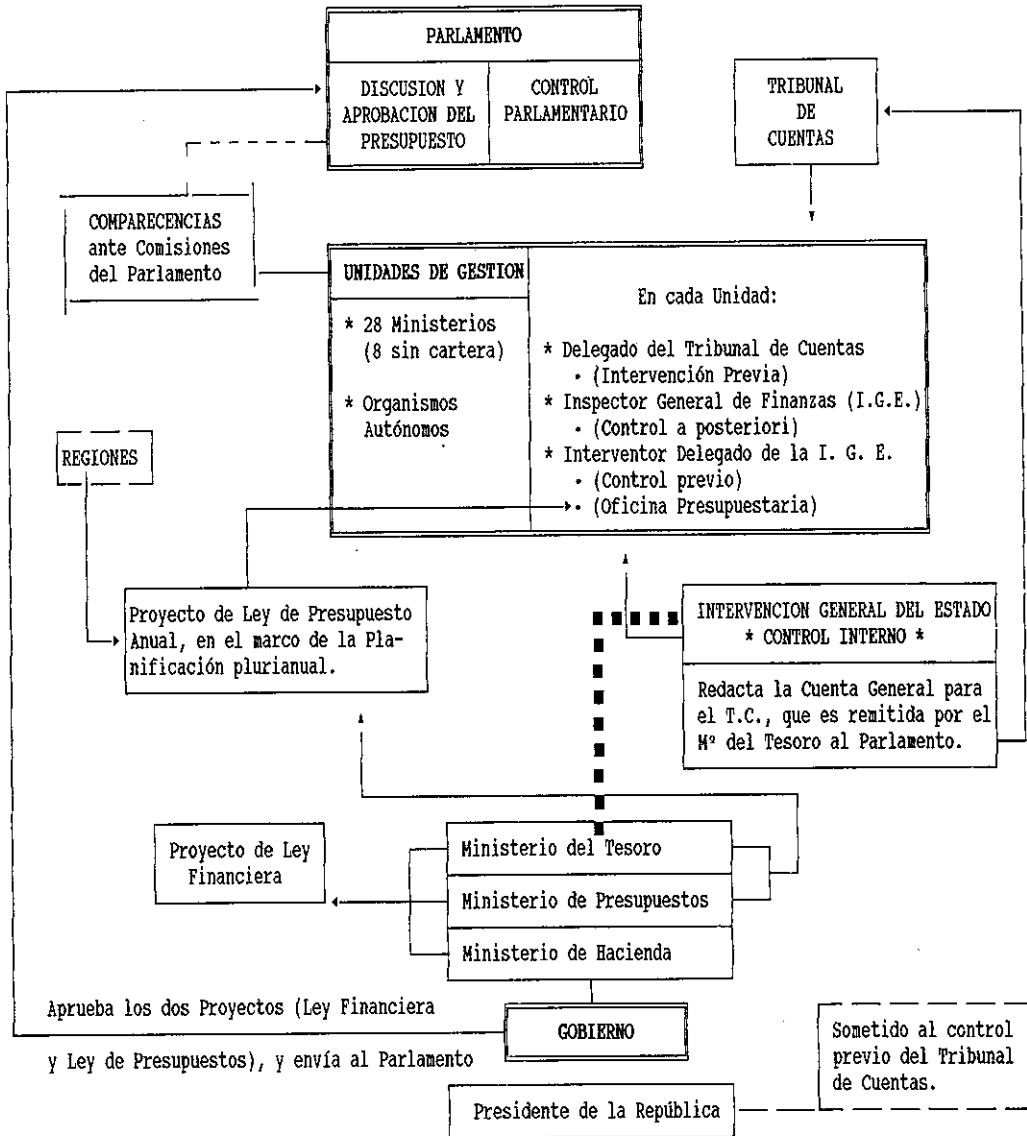 PARLAMENTO
DISCUSION Y
APROBACION DEL
PRESUPUESTO
CONTROL
PARLAMENTARIO
TRIBUNAL
DE
CUENTAS
COMPARECENCIAS
ante Comisiones
del Parlamento
UNIDADES DE GESTION
* 28 Ministerios
(8 sin cartera)
* Organismos
Autónomos
En cada Unidad:
* Delegado del Tribunal de Cuentas
· (Intervención Previa)
* Inspector General de Finanzas (I.G.E.)
· (Control a posteriori)
* Interventor Delegado de la I. G. E.
· (Control previo)
· (Oficina Presupuestaria)
REGIONES
Proyecto de Ley de Presupuesto
Anual, en el marco de la Pla-
nificación plurianual.
INTERVENCION GENERAL DEL ESTADO
* CONTROL INTERNO *
Redacta la Cuenta General para
el T.C., que es remitida por el
Mº del Tesoro al Parlamento.
Proyecto de Ley
Financiera
Ministerio del Tesoro
Ministerio de Presupuestos
Ministerio de Hacienda
Aprueba los dos Proyectos (Ley Financiera
y Ley de Presupuestos), y envía al Parlamento
GOBIERNO
Sometido al control
previo del Tribunal
de Cuentas.
Presidente de la República